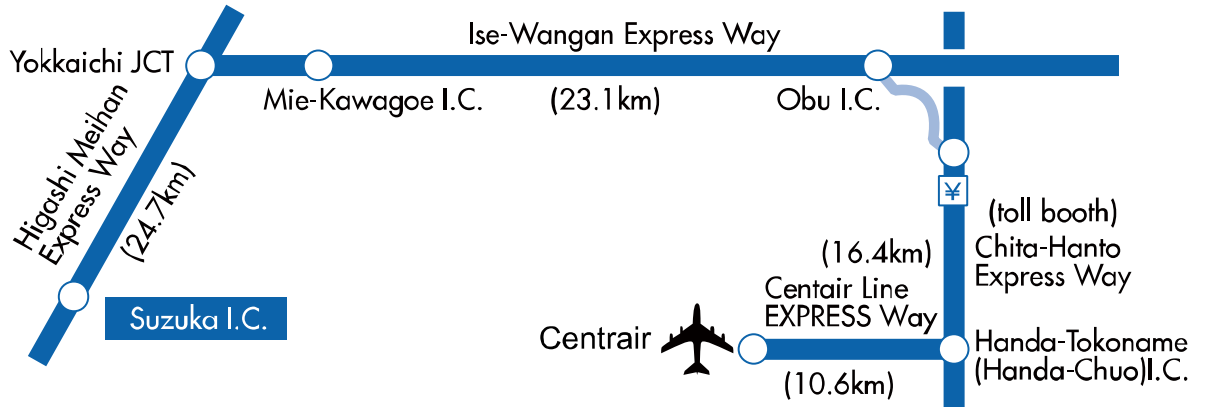 Ise-Wangan Express Way
Yokkaichi JCT
Mie-Kawagoe I.C.
(23.1km)
Obu I.C.
Higashi Meihan
Express Way
(24.7km)
¥
(toll booth)
Chita-Hanto
Express Way
(16.4km)
Centair Line
EXPRESS Way
Suzuka I.C.
Centrair
Handa-Tokoname
(Handa-Chuo)I.C.
(10.6km)